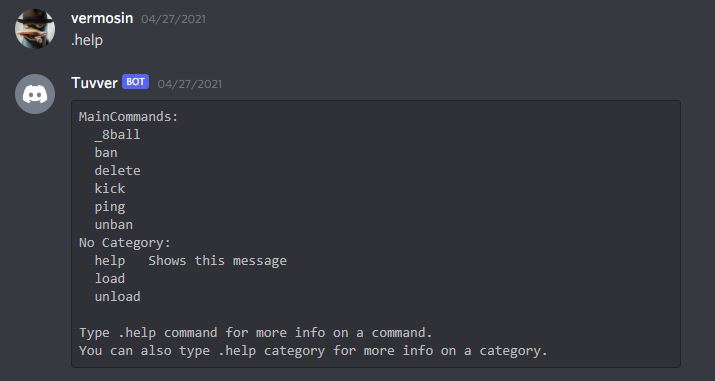 vermosin 04/27/2021
.help
Tuvver BOT 04/27/2021
MainCommands:
  _8ball
  ban
  delete
  kick
  ping
  unban
No Category:
  help   Shows this message
  load
  unload

Type .help command for more info on a command.
You can also type .help category for more info on a category.